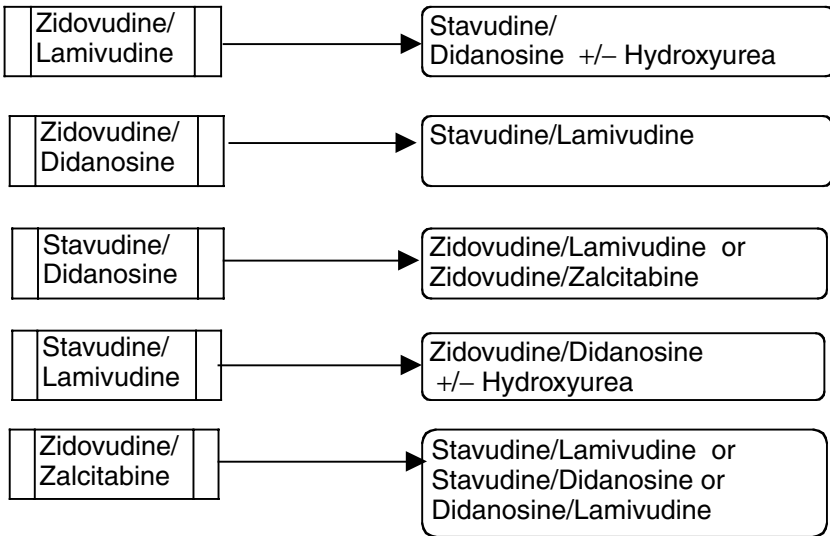 Zidovudine/
Lamivudine
Stavudine/
Didanosine +/− Hydroxyurea
Zidovudine/
Didanosine
Stavudine/Lamivudine
Stavudine/
Didanosine
Zidovudine/Lamivudine or
Zidovudine/Zalcitabine
Stavudine/
Lamivudine
Zidovudine/Didanosine
+/− Hydroxyurea
Zidovudine/
Zalcitabine
Stavudine/Lamivudine or
Stavudine/Didanosine or
Didanosine/Lamivudine